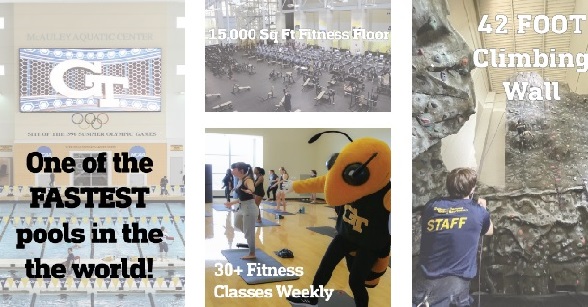 McAULEY AQUATIC CENTER
GT
SITE OF THE 1996 SUMMER OLYMPIC GAMES
One of the
FASTEST
pools in the
the world!
115,000 Sq Ft Fitness Floor
GT
30+ Fitness
Classes Weekly
42 FOOT
Climbing
Wall
STAFF